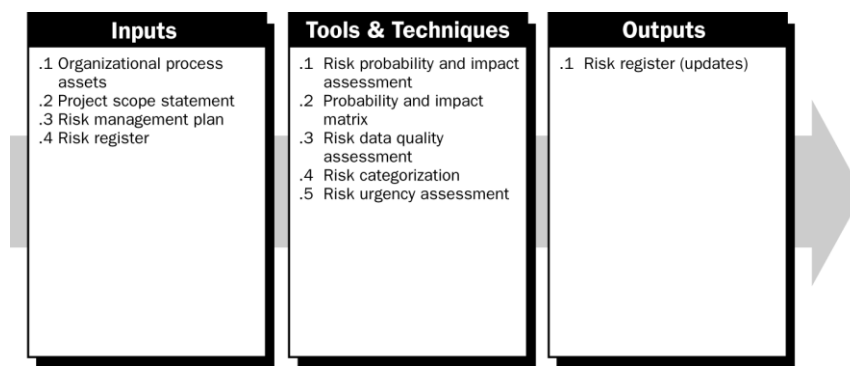 Inputs
.1 Organizational process
assets
.2 Project scope statement
.3 Risk management plan
.4 Risk register
Tools & Techniques
.1 Risk probability and impact
assessment
.2 Probability and impact
matrix
.3 Risk data quality
assessment
.4 Risk categorization
.5 Risk urgency assessment
Outputs
.1 Risk register (updates)